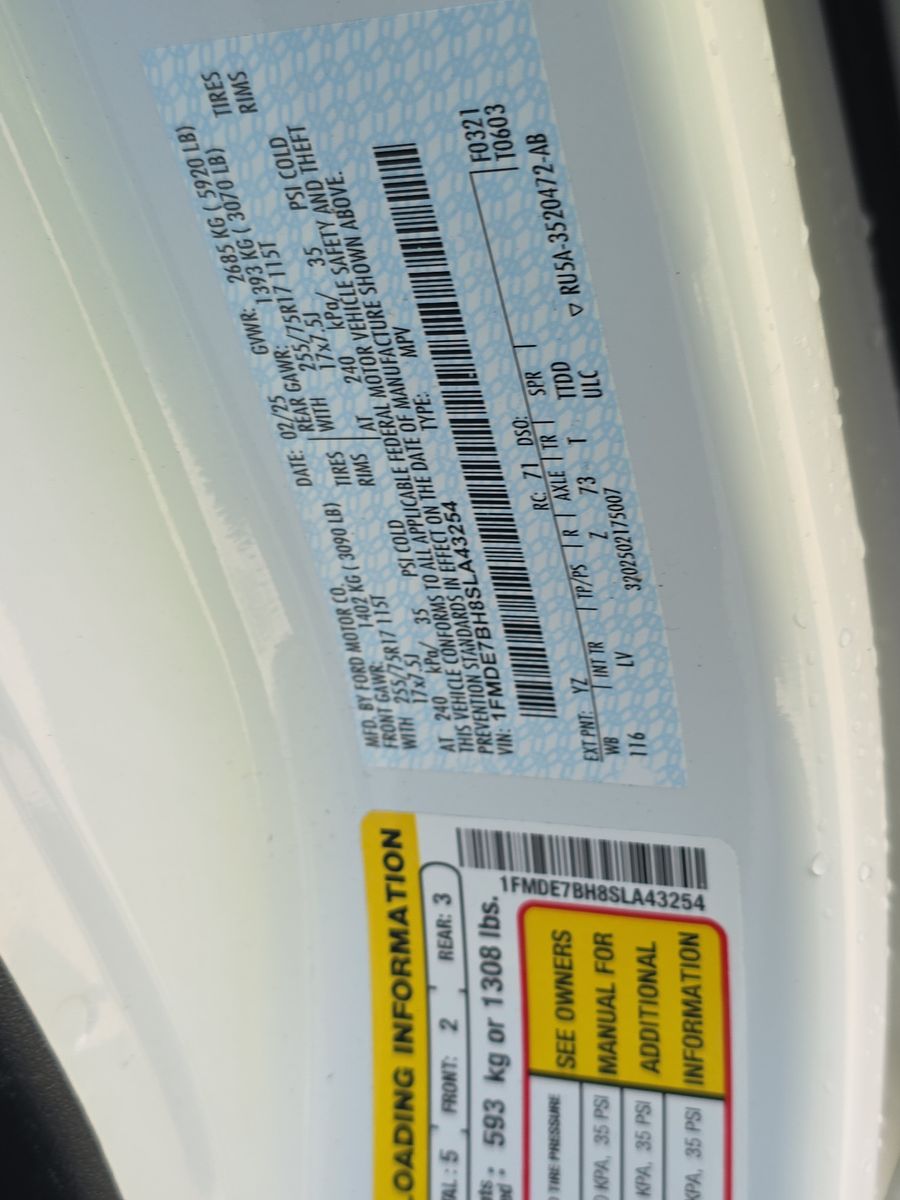 MFD. BY FORD MOTOR CO.
DATE: 02/25 GVWR: 2685 KG ( 5920 LB)
FRONT GAWR: 1402 KG ( 3090 LB)
REAR GAWR: 1393 KG ( 3070 LB)
WITH 255/75R17 115T TIRES
WITH 255/75R17 115T TIRES
17x7.5J RIMS
17x7.5J RIMS
AT 240 kPa/ 35 PSI COLD
AT 240 kPa/ 35 PSI COLD
THIS VEHICLE CONFORMS TO ALL APPLICABLE FEDERAL MOTOR VEHICLE SAFETY AND THEFT
PREVENTION STANDARDS IN EFFECT ON THE DATE OF MANUFACTURE SHOWN ABOVE.
VIN: 1FMDE7BH8SLA43254 TYPE: MPV
F0321
T0603
EXT PNT: YZ RC: 71 DSO:
WB INT TR TP/PS R AXLE TR SPR
116 LV Z 73 T TTDD
ULC
320250217S007 ▽ RU5A-3520472-AB
OADING INFORMATION
TAL : 5 FRONT: 2 REAR: 3
593 kg or 1308 lbs.
1FMDE7BH8SLA43254
TIRE PRESSURE
SEE OWNERS
MANUAL FOR
ADDITIONAL
INFORMATION
KPA, 35 PSI
KPA, 35 PSI
KPA, 35 PSI